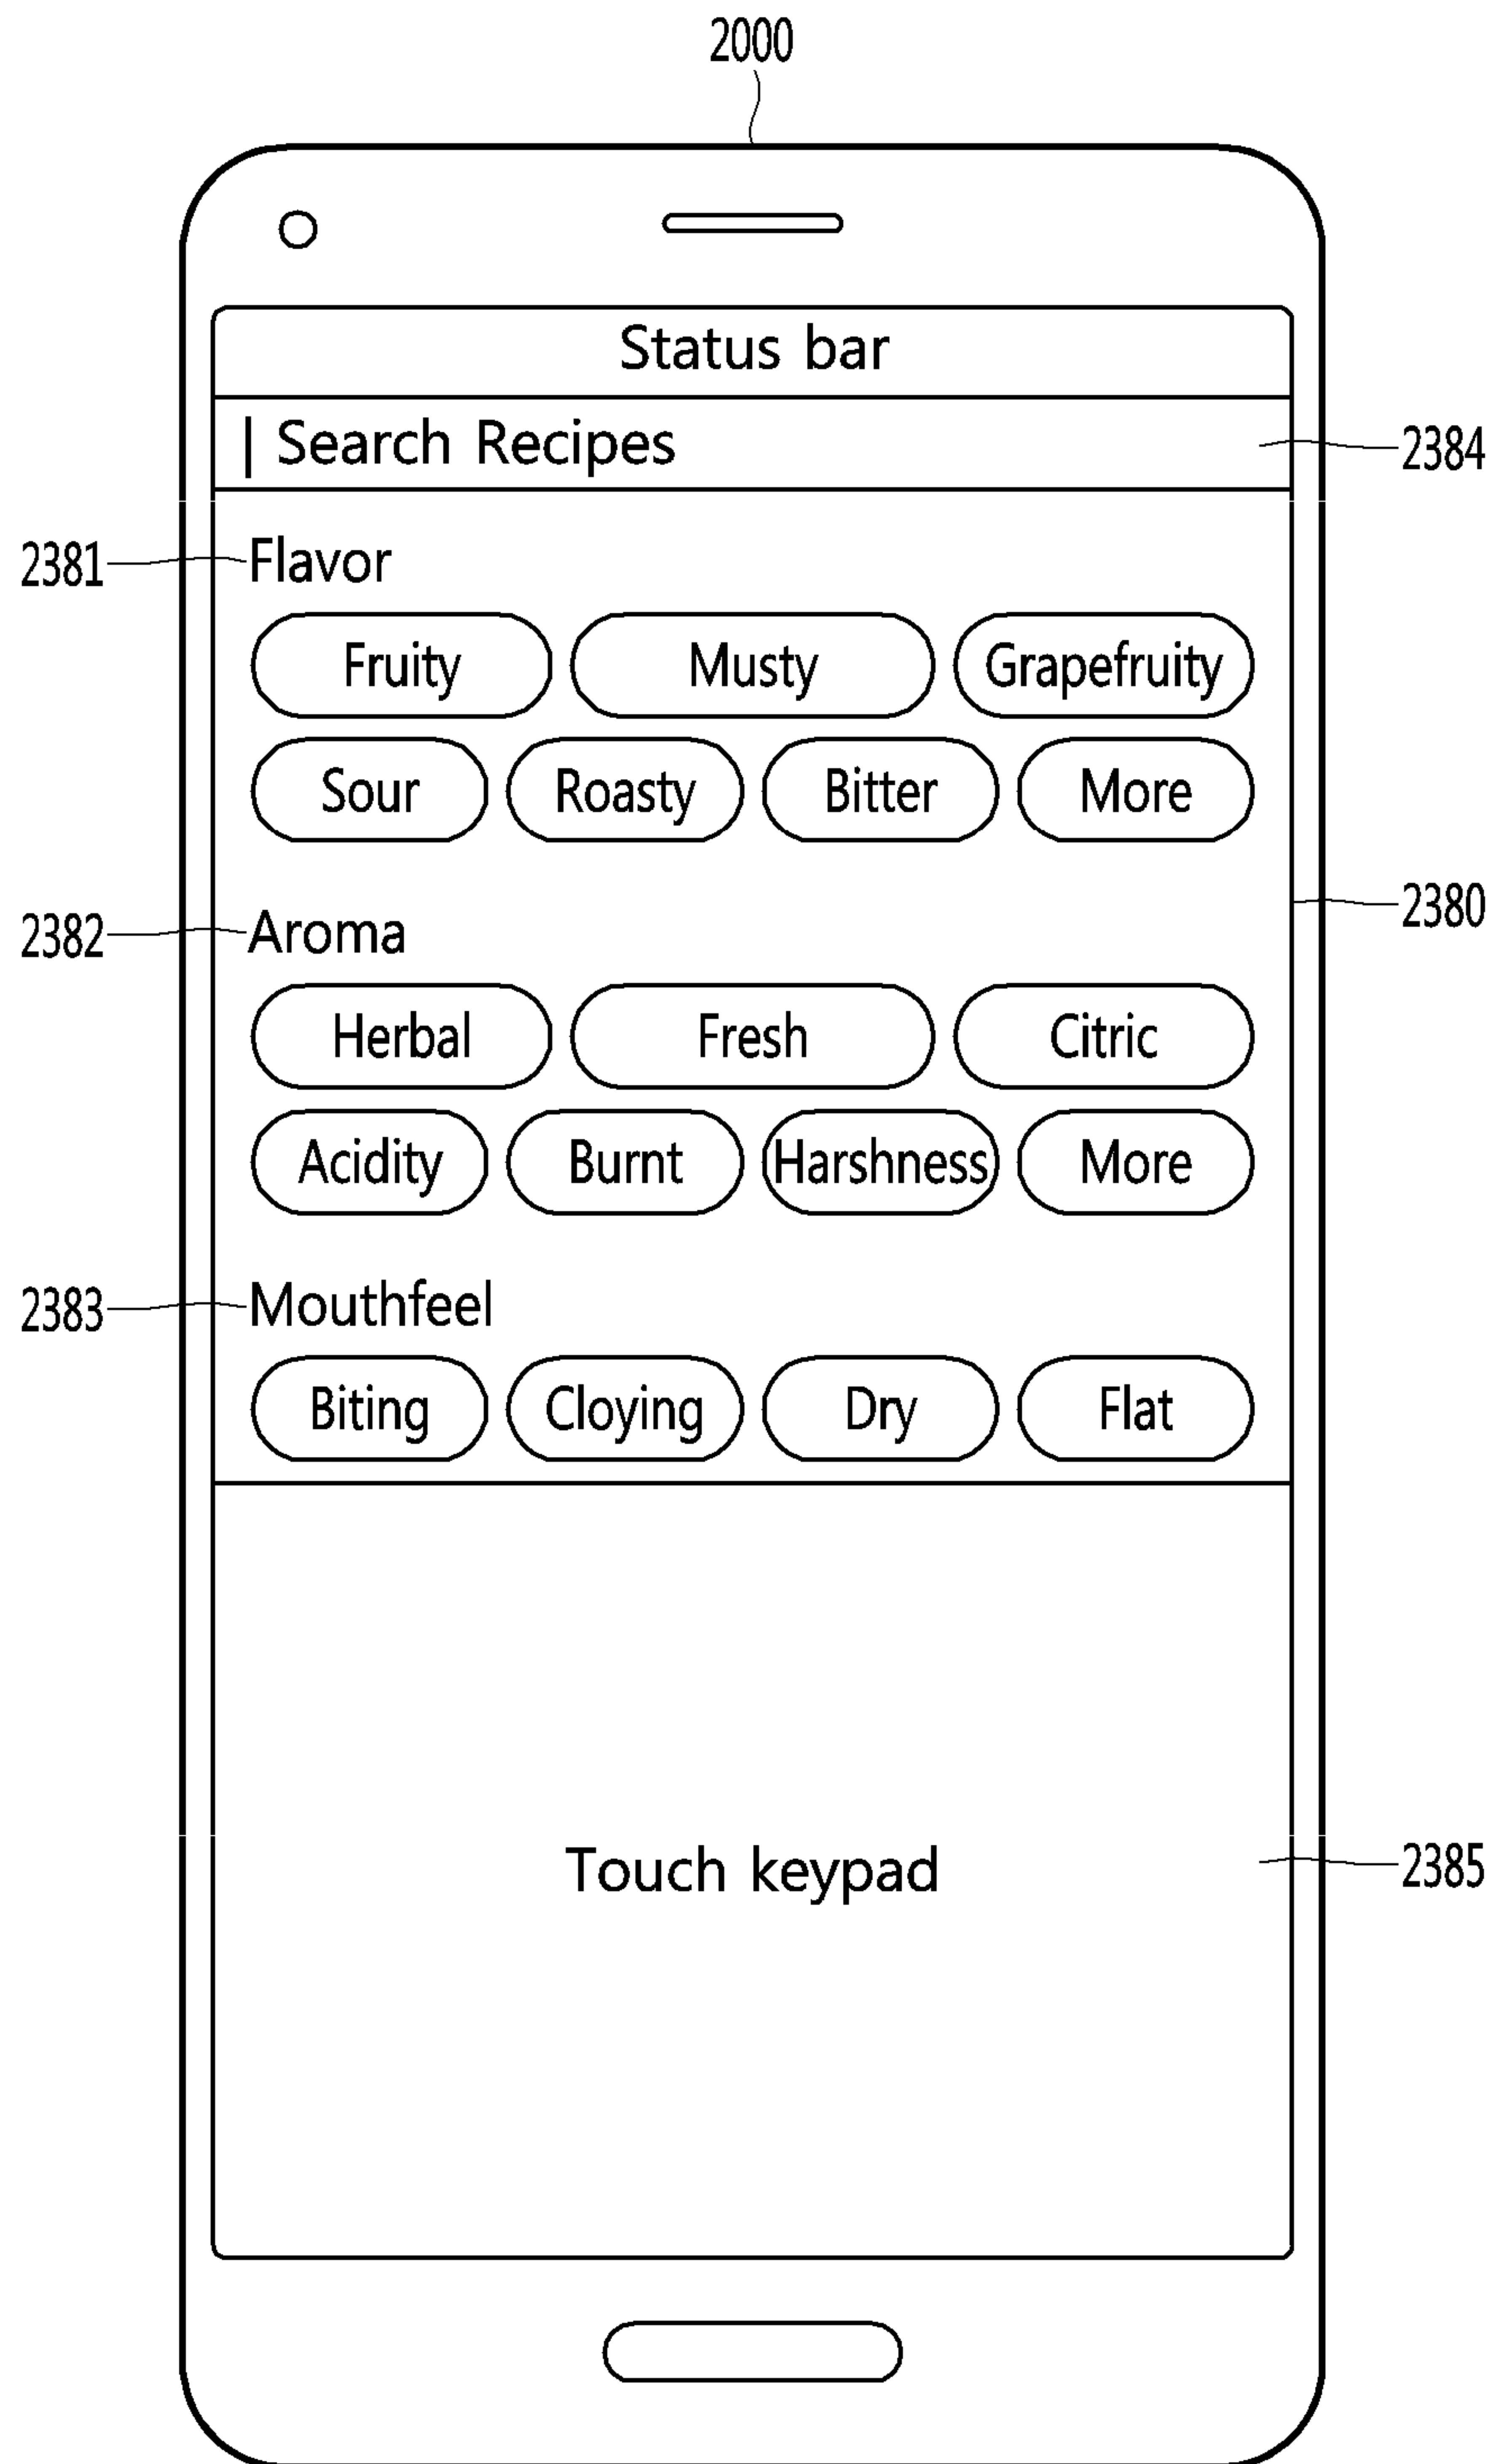 2000
Status bar
| Search Recipes 2384
2381 Flavor
Fruity Musty Grapefruity
Sour Roasty Bitter More
2380
2382 Aroma
Herbal Fresh Citric
Acidity Burnt Harshness More
2383 Mouthfeel
Biting Cloying Dry Flat
Touch keypad 2385